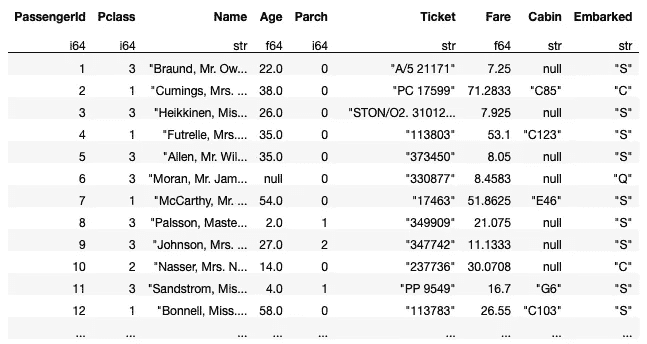 PassengerId Pclass Name Age Parch Ticket Fare Cabin Embarked
i64 i64 str f64 i64 str f64 str str
1 3 "Braund, Mr. Ow... 22.0 0 "A/5 21171" 7.25 null "S"
2 1 "Cumings, Mrs. ... 38.0 0 "PC 17599" 71.2833 "C85" "C"
3 3 "Heikkinen, Mis... 26.0 0 "STON/O2. 31012... 7.925 null "S"
4 1 "Futrelle, Mrs.... 35.0 0 "113803" 53.1 "C123" "S"
5 3 "Allen, Mr. Wil... 35.0 0 "373450" 8.05 null "S"
6 3 "Moran, Mr. Jam... null 0 "330877" 8.4583 null "Q"
7 1 "McCarthy, Mr. ... 54.0 0 "17463" 51.8625 "E46" "S"
8 3 "Palsson, Maste... 2.0 1 "349909" 21.075 null "S"
9 3 "Johnson, Mrs. ... 27.0 2 "347742" 11.1333 null "S"
10 2 "Nasser, Mrs. N... 14.0 0 "237736" 30.0708 null "C"
11 3 "Sandstrom, Mis... 4.0 1 "PP 9549" 16.7 "G6" "S"
12 1 "Bonnell, Miss.... 58.0 0 "113783" 26.55 "C103" "S"
... ... ... ... ... ... ... ... ...